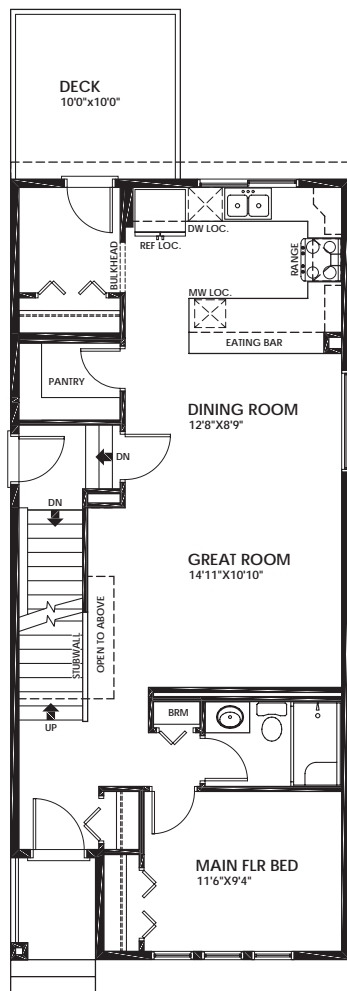 DECK
10'0"x10'0"
BULKHEAD
REF LOC.
DW LOC.
RANGE
MW LOC.
EATING BAR
PANTRY
DINING ROOM
12'8"X8'9"
DN
DN
GREAT ROOM
14'11"X10'10"
STUBWALL
OPEN TO ABOVE
UP
BRM
MAIN FLR BED
11'6"X9'4"